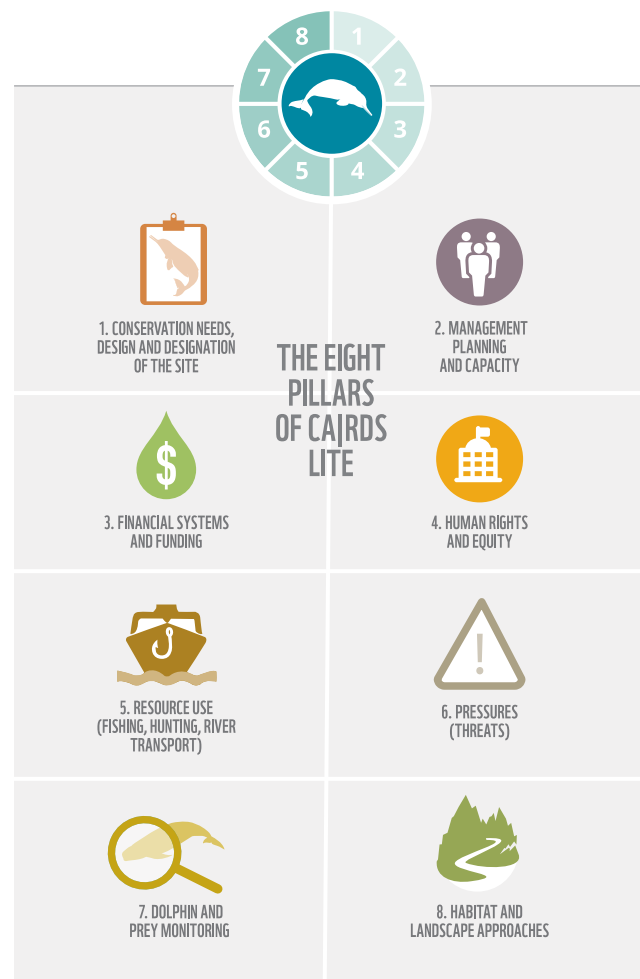 8 1
7 2
6 3
5 4
1. CONSERVATION NEEDS,
DESIGN AND DESIGNATION
OF THE SITE
2. MANAGEMENT
PLANNING
AND CAPACITY
THE EIGHT
PILLARS
OF CA|RDS
LITE
$
3. FINANCIAL SYSTEMS
AND FUNDING
4. HUMAN RIGHTS
AND EQUITY
5. RESOURCE USE
(FISHING, HUNTING, RIVER
TRANSPORT)
!
6. PRESSURES
(THREATS)
7. DOLPHIN AND
PREY MONITORING
8. HABITAT AND
LANDSCAPE APPROACHES